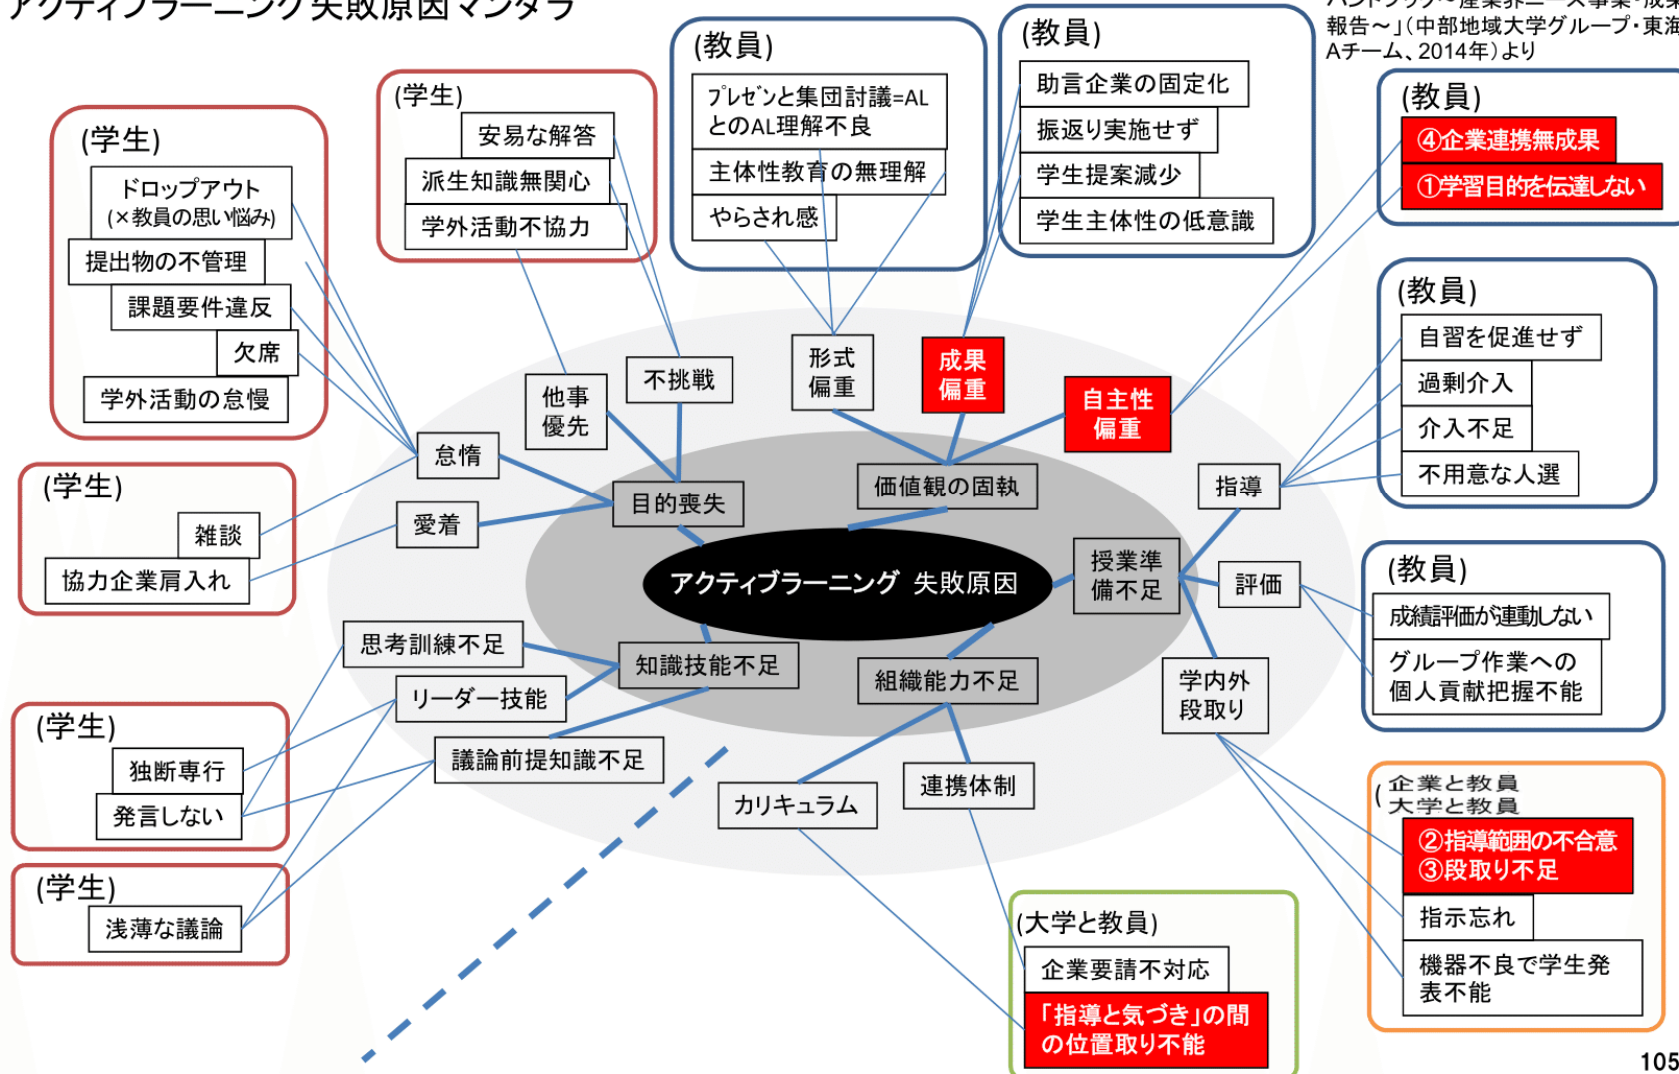 アクティブラーニング失敗原因マンダラ
ハンドブック～産業界ニーズ事業・成果
報告～」(中部地域大学グループ・東海
Aチーム、2014年)より
(学生)
ドロップアウト
(×教員の思い悩み)
提出物の不管理
課題要件違反
欠席
学外活動の怠慢
(学生)
安易な解答
派生知識無関心
学外活動不協力
(教員)
プレゼンと集団討議=AL
とのAL理解不良
主体性教育の無理解
やらされ感
(教員)
助言企業の固定化
振返り実施せず
学生提案減少
学生主体性の低意識
(教員)
④企業連携無成果
①学習目的を伝達しない
(教員)
自習を促進せず
過剰介入
介入不足
不用意な人選
(学生)
雑談
協力企業肩入れ
怠惰
愛着
他事
優先
不挑戦
形式
偏重
成果
偏重
自主性
偏重
目的喪失
価値観の固執
指導
評価
学内外
段取り
授業準
備不足
アクティブラーニング 失敗原因
知識技能不足
組織能力不足
思考訓練不足
リーダー技能
議論前提知識不足
カリキュラム
連携体制
(教員)
成績評価が連動しない
グループ作業への
個人貢献把握不能
(学生)
独断専行
発言しない
(学生)
浅薄な議論
(企業と教員
大学と教員
②指導範囲の不合意
③段取り不足
指示忘れ
機器不良で学生発
表不能
(大学と教員)
企業要請不対応
「指導と気づき」の間
の位置取り不能
105